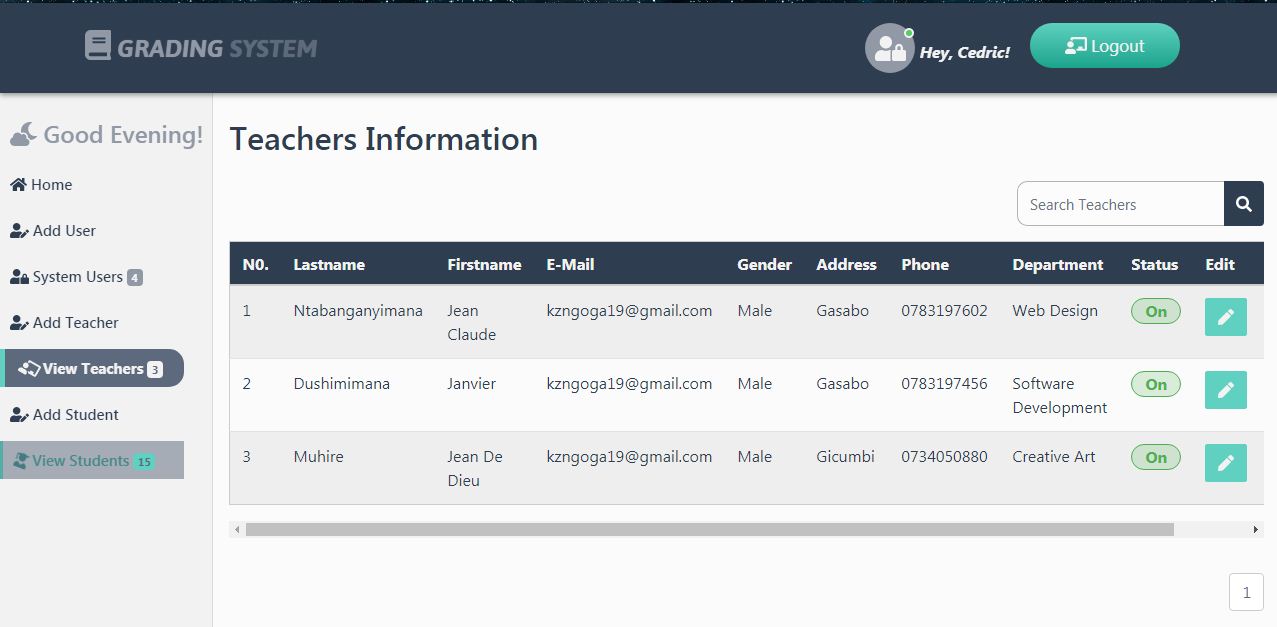 GRADING SYSTEM
Hey, Cedric!
Logout
Good Evening!
Home
Add User
System Users 4
Add Teacher
View Teachers 3
Add Student
View Students 15
Teachers Information
Search Teachers
N0. Lastname Firstname E-Mail Gender Address Phone Department Status Edit
1 Ntabanganyimana Jean kzngoga19@gmail.com Male Gasabo 0783197602 Web Design On
Claude
2 Dushimimana Janvier kzngoga19@gmail.com Male Gasabo 0783197456 Software On
Development
3 Muhire Jean De kzngoga19@gmail.com Male Gicumbi 0734050880 Creative Art On
Dieu
1